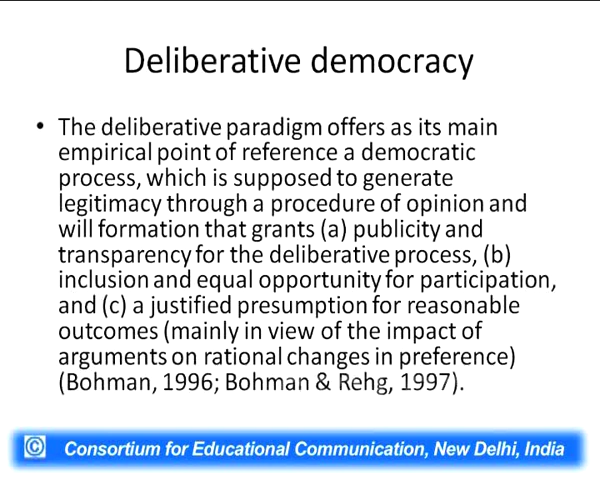 Deliberative democracy
• The deliberative paradigm offers as its main
empirical point of reference a democratic
process, which is supposed to generate
legitimacy through a procedure of opinion and
will formation that grants (a) publicity and
transparency for the deliberative process, (b)
inclusion and equal opportunity for participation,
and (c) a justified presumption for reasonable
outcomes (mainly in view of the impact of
arguments on rational changes in preference)
(Bohman, 1996; Bohman & Rehg, 1997).
© Consortium for Educational Communication, New Delhi, India